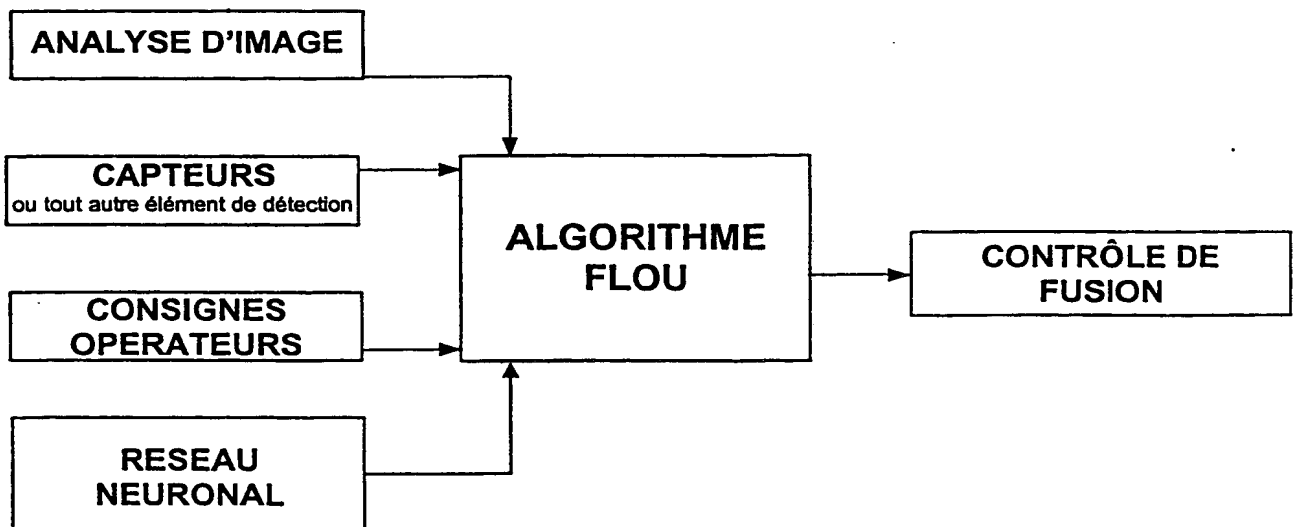 ANALYSE D'IMAGE
CAPTEURS
ou tout autre élément de détection
CONSIGNES
OPERATEURS
RESEAU
NEURONAL
ALGORITHME
FLOU
CONTRÔLE DE
FUSION